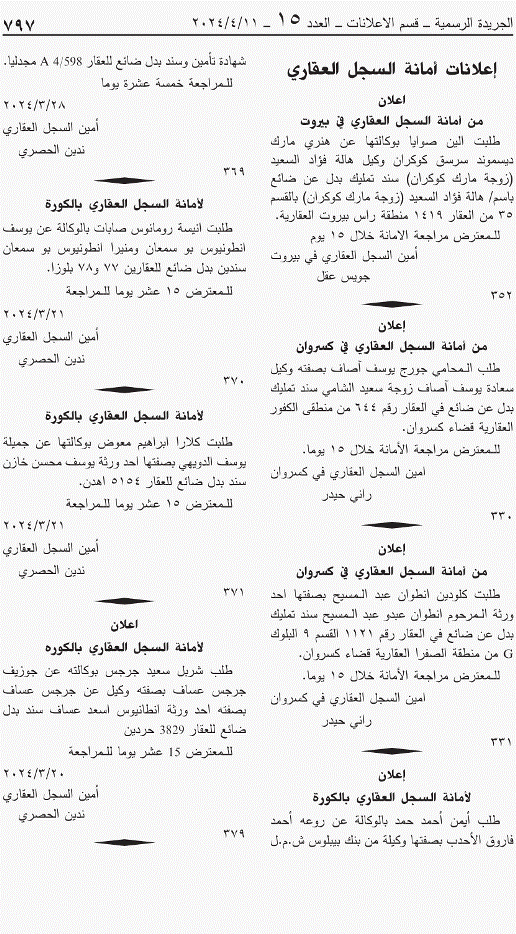 الجريدة الرسمية ــ قسم الاعلانات ــ العدد ١٥ ــ ٢٠٢٤/٤/١١
٧٩٧
إعلانات أمانة السجل العقاري
اعلان
من أمانة السجل العقاري في بيروت
طلبت الين صوايا بوكالتها عن هنري مارك
ديسموند سرسق كوكران وكيل هالة فؤاد السعيد
(زوجة مارك كوكران) سند تمليك بدل عن ضائع
باسم/ هالة فؤاد السعيد (زوجة مارك كوكران) بالقسم
٣٥ من العقار ١٤١٩ منطقة راس بيروت العقارية.
للمعترض مراجعة الامانة خلال ١٥ يوم
أمين السجل العقاري في بيروت
جويس عقل
٣٥٢
إعلان
من أمانة السجل العقاري في كسروان
طلب المحامي جورج يوسف آصاف بصفته وكيل
سعادة يوسف آصاف زوجة سعيد الشامي سند تمليك
بدل عن ضائع في العقار رقم ٦٤٤ من منطقى الكفور
العقارية قضاء كسروان.
للمعترض مراجعة الأمانة خلال ١٥ يوما.
امين السجل العقاري في كسروان
راني حيدر
٣٣٠
إعلان
من أمانة السجل العقاري في كسروان
طلبت كلودين انطوان عبد المسيح بصفتها احد
ورثة المرحوم انطوان عبدو عبد المسيح سند تمليك
بدل عن ضائع في العقار رقم ١١٢١ القسم ٩ البلوك
G من منطقة الصفرا العقارية قضاء كسروان.
للمعترض مراجعة الأمانة خلال ١٥ يوما.
امين السجل العقاري في كسروان
راني حيدر
٣٣١
إعلان
لأمانة السجل العقاري بالكورة
طلب أيمن أحمد حمد بالوكالة عن روعه أحمد
فاروق الأحدب بصفتها وكيلة من بنك بيبلوس ش.م.ل
شهادة تأمين وسند بدل ضائع للعقار 4/598 A مجدليا.
للمراجعة خمسة عشرة يوما
٢٠٢٤/٣/٢٨
أمين السجل العقاري
ندين الحصري
٣٦٩
لأمانة السجل العقاري بالكورة
طلبت انيسة رومانوس صابات بالوكالة عن يوسف
انطونيوس بو سمعان ومنيرا انطونيوس بو سمعان
سندين بدل ضائع للعقارين ٧٧ و٧٨ بلوزا.
للمعترض ١٥ عشر يوما للمراجعة
٢٠٢٤/٣/٢١
أمين السجل العقاري
ندين الحصري
٣٧٠
لأمانة السجل العقاري بالكورة
طلبت كلارا ابراهيم معوض بوكالتها عن جميلة
يوسف الدويهي بصفتها احد ورثة يوسف محسن خازن
سند بدل ضائع للعقار ٥١٥٤ اهدن.
للمعترض ١٥ عشر يوما للمراجعة
٢٠٢٤/٣/٢١
أمين السجل العقاري
ندين الحصري
٣٧١
اعلان
لأمانة السجل العقاري بالكوره
طلب شربل سعيد جرجس بوكالته عن جوزيف
جرجس عساف بصفته وكيل عن جرجس عساف
بصفته احد ورثة انطانيوس اسعد عساف سند بدل
ضائع للعقار 3829 حردين
للمعترض 15 عشر يوما للمراجعة
٢٠٢٤/٣/٢٠
أمين السجل العقاري
ندين الحصري
٣٧٩